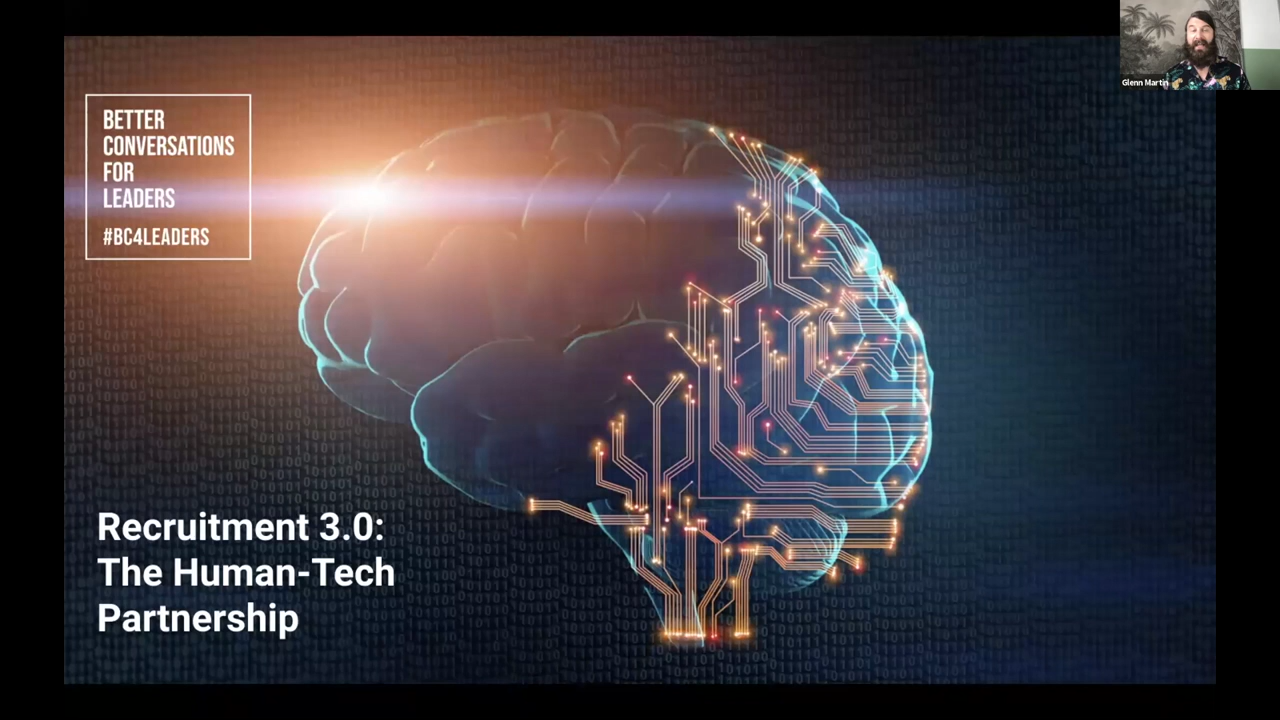 BETTER
CONVERSATIONS
FOR
LEADERS
#BC4LEADERS
Glenn Martin
Recruitment 3.0:
The Human-Tech
Partnership